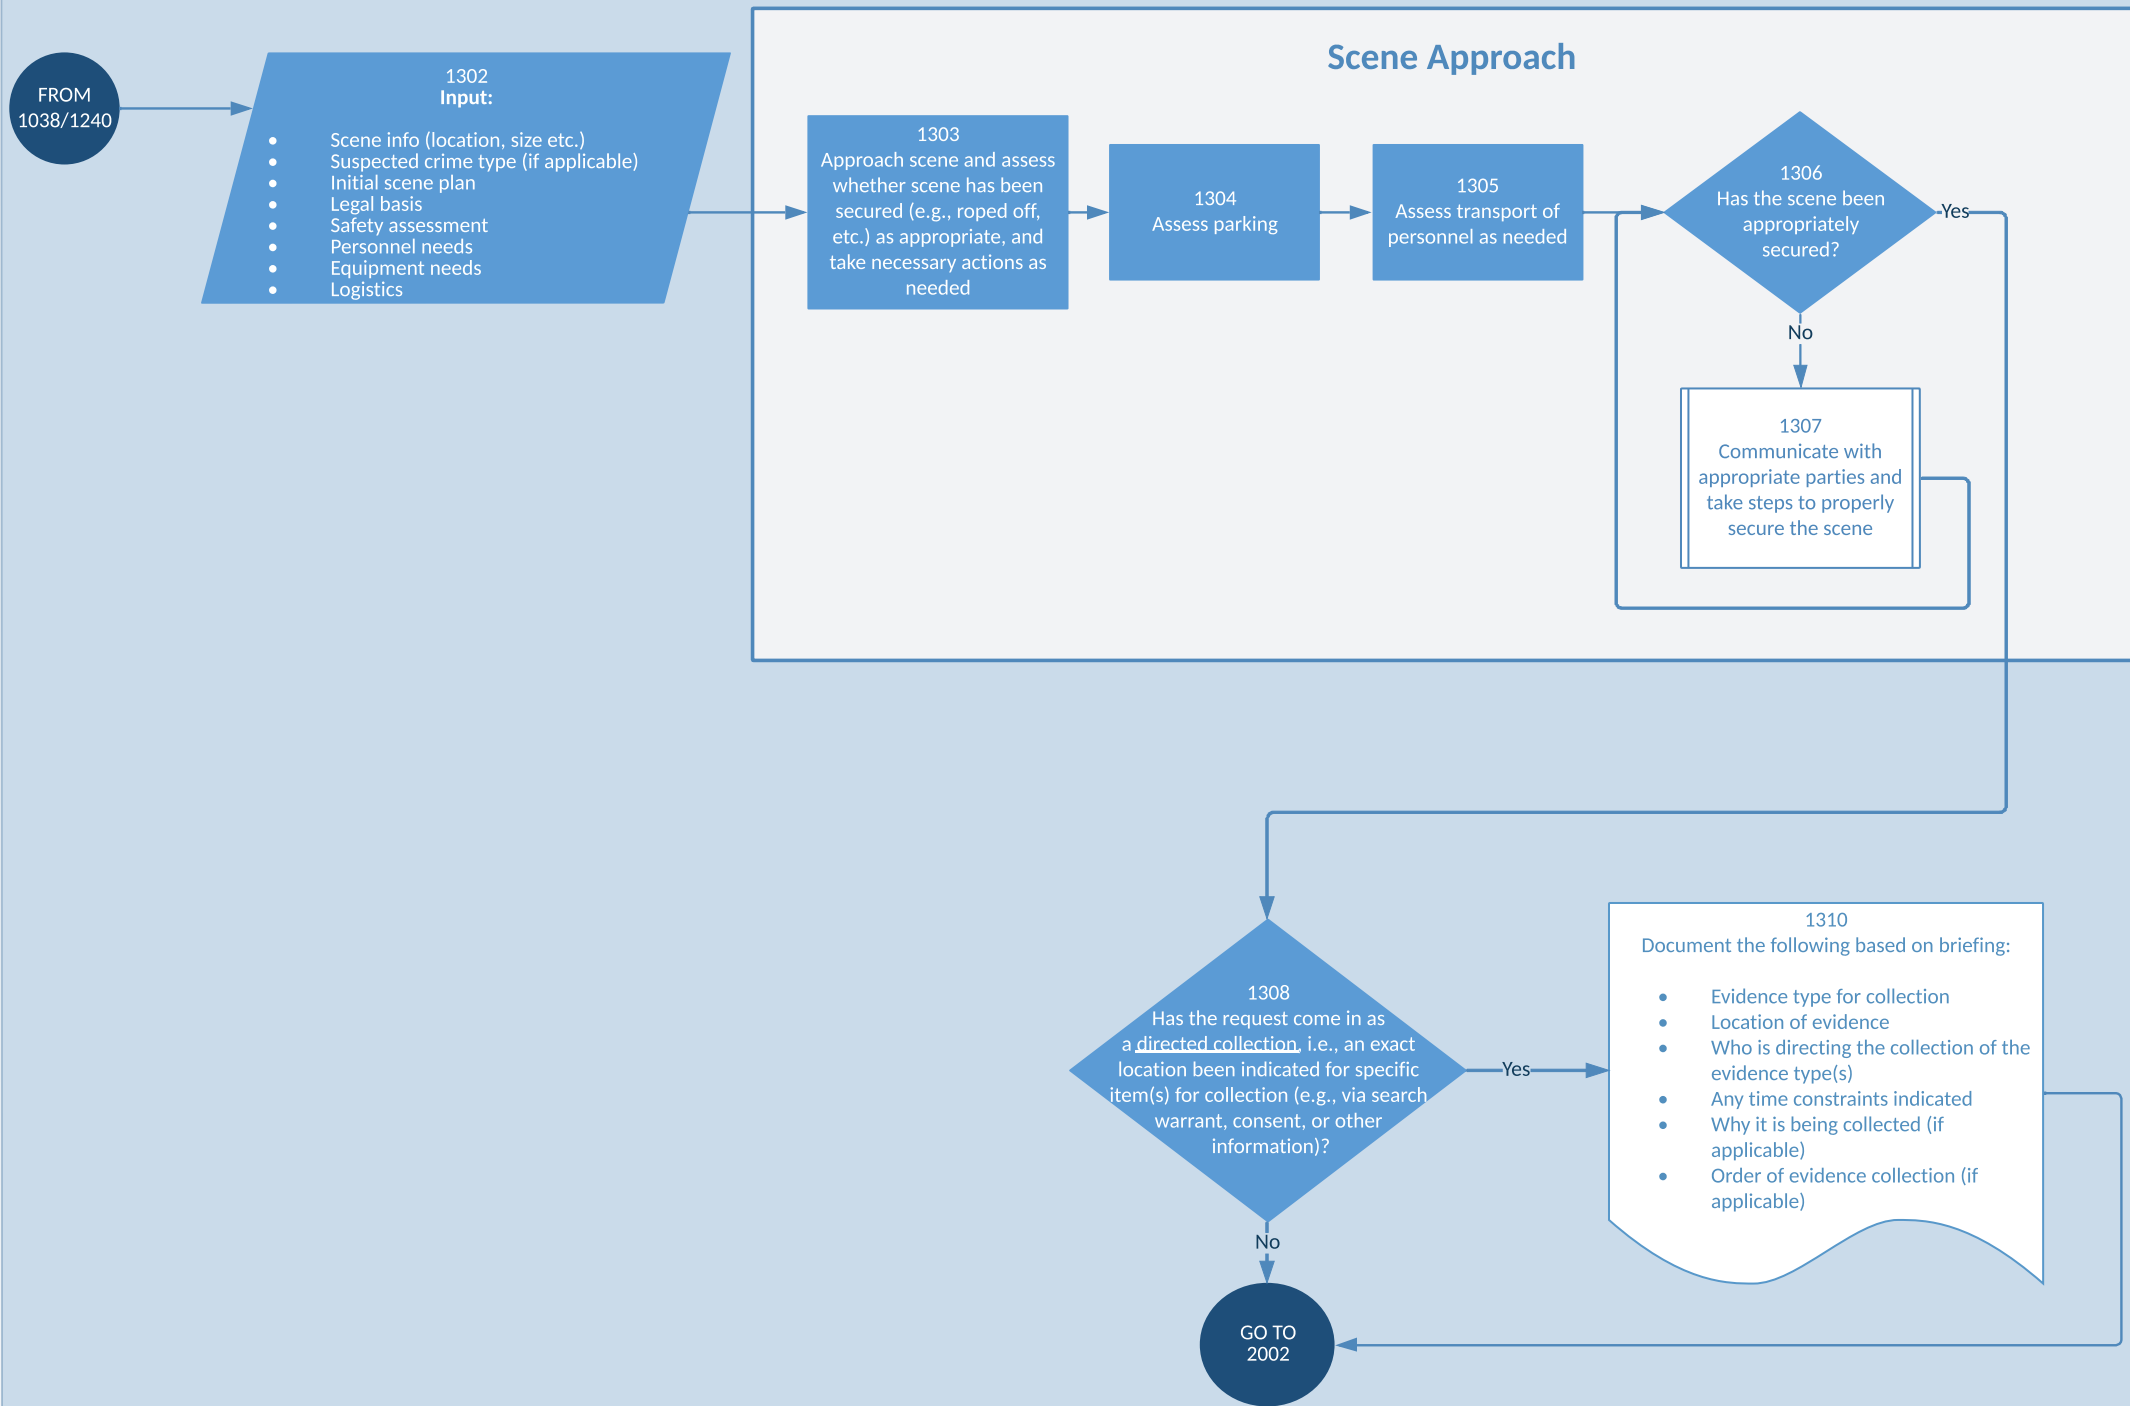 FROM
1038/1240
1302
Input:
• Scene info (location, size etc.)
• Suspected crime type (if applicable)
• Initial scene plan
• Legal basis
• Safety assessment
• Personnel needs
• Equipment needs
• Logistics
Scene Approach
1303
Approach scene and assess
whether scene has been
secured (e.g., roped off,
etc.) as appropriate, and
take necessary actions as
needed
1304
Assess parking
1305
Assess transport of
personnel as needed
1306
Has the scene been
appropriately
secured?
Yes
No
1307
Communicate with
appropriate parties and
take steps to properly
secure the scene
1308
Has the request come in as
a directed collection, i.e., an exact
location been indicated for specific
item(s) for collection (e.g., via search
warrant, consent, or other
information)?
Yes
No
1310
Document the following based on briefing:
• Evidence type for collection
• Location of evidence
• Who is directing the collection of the
evidence type(s)
• Any time constraints indicated
• Why it is being collected (if
applicable)
• Order of evidence collection (if
applicable)
GO TO
2002